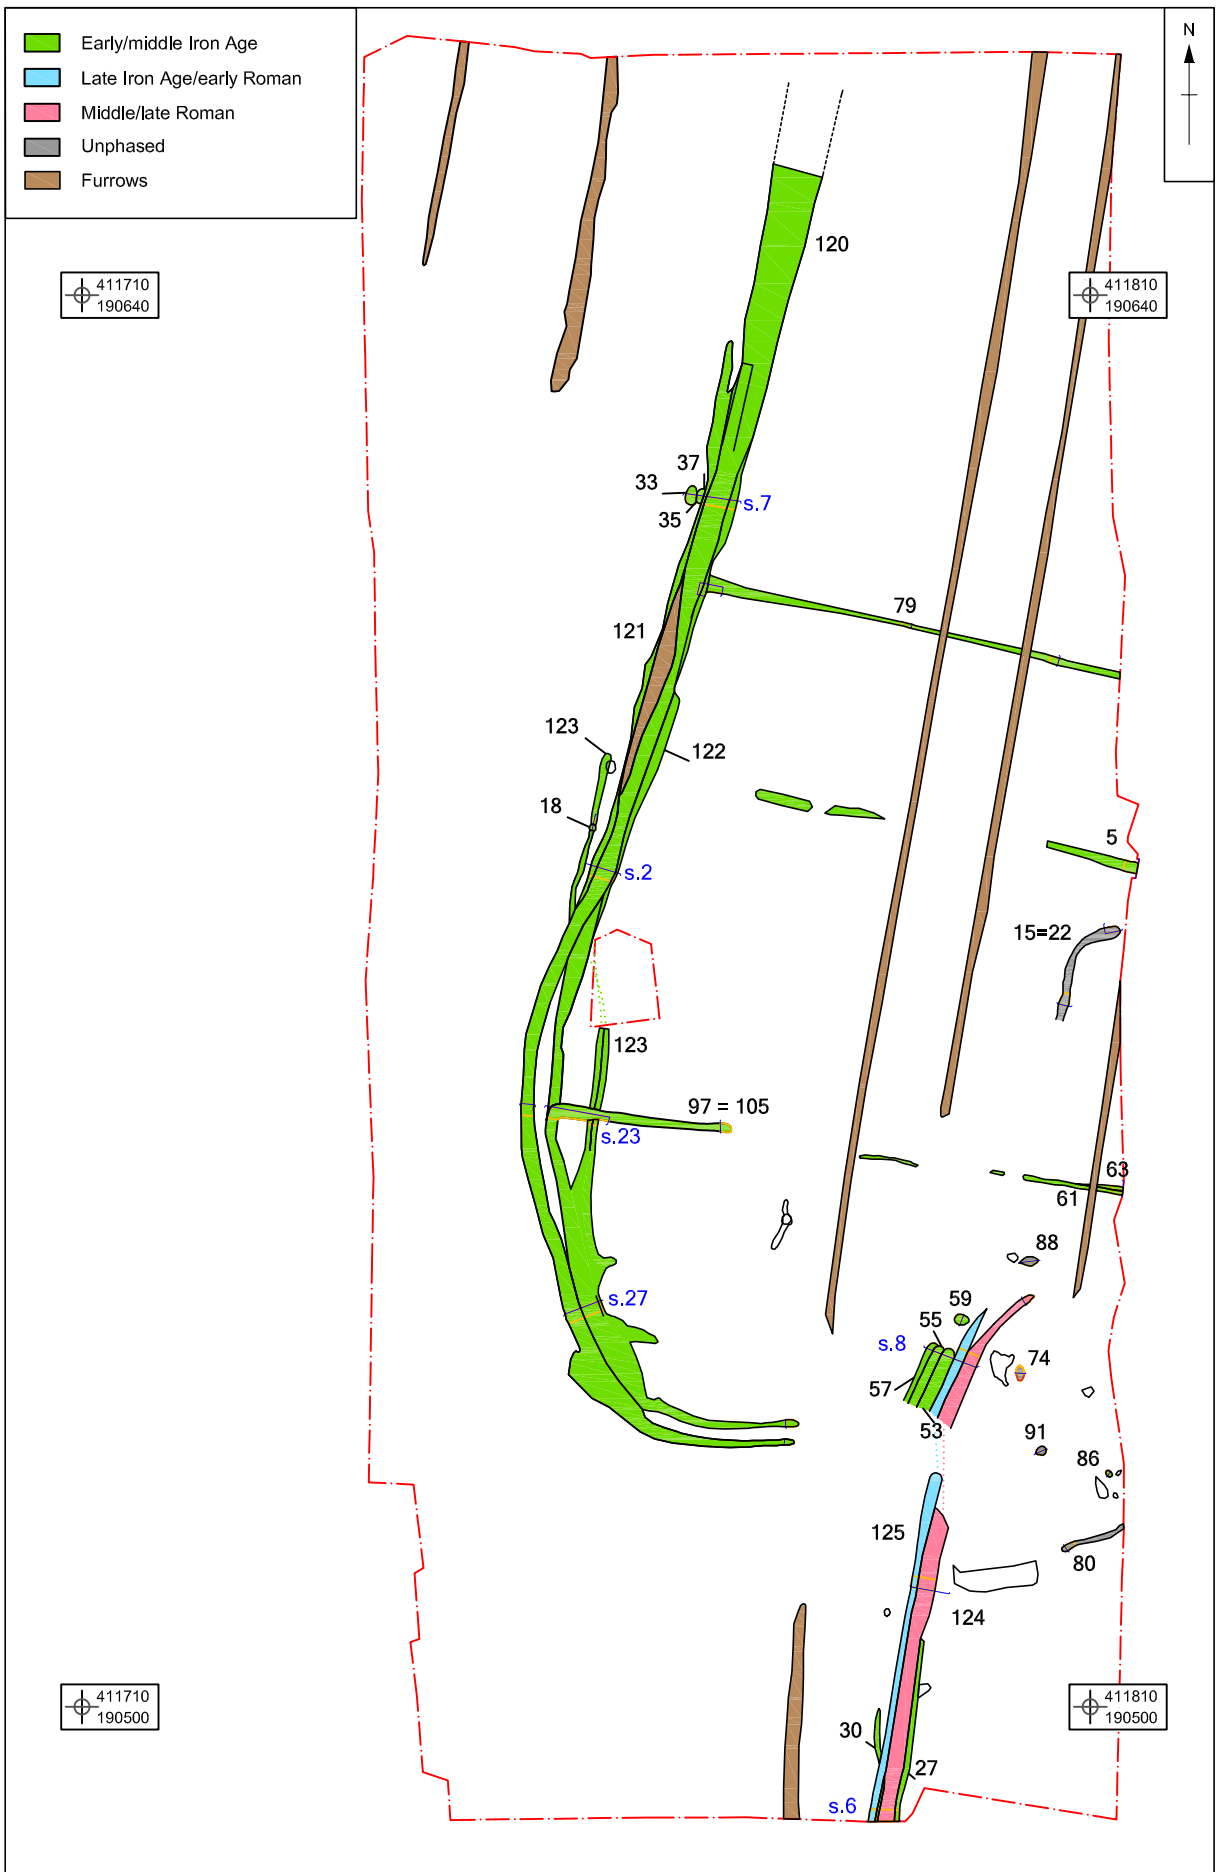 Early/middle Iron Age
Late Iron Age/early Roman
Middle/late Roman
Unphased
Furrows
N
120
411710
190640
411810
190640
37
33
35
s.7
79
121
123
122
18
5
s.2
15=22
123
97 = 105
s.23
63
61
88
s.27
59
55
s.8
74
57
53
91
86
125
80
124
411710
190500
411810
190500
30
27
s.6